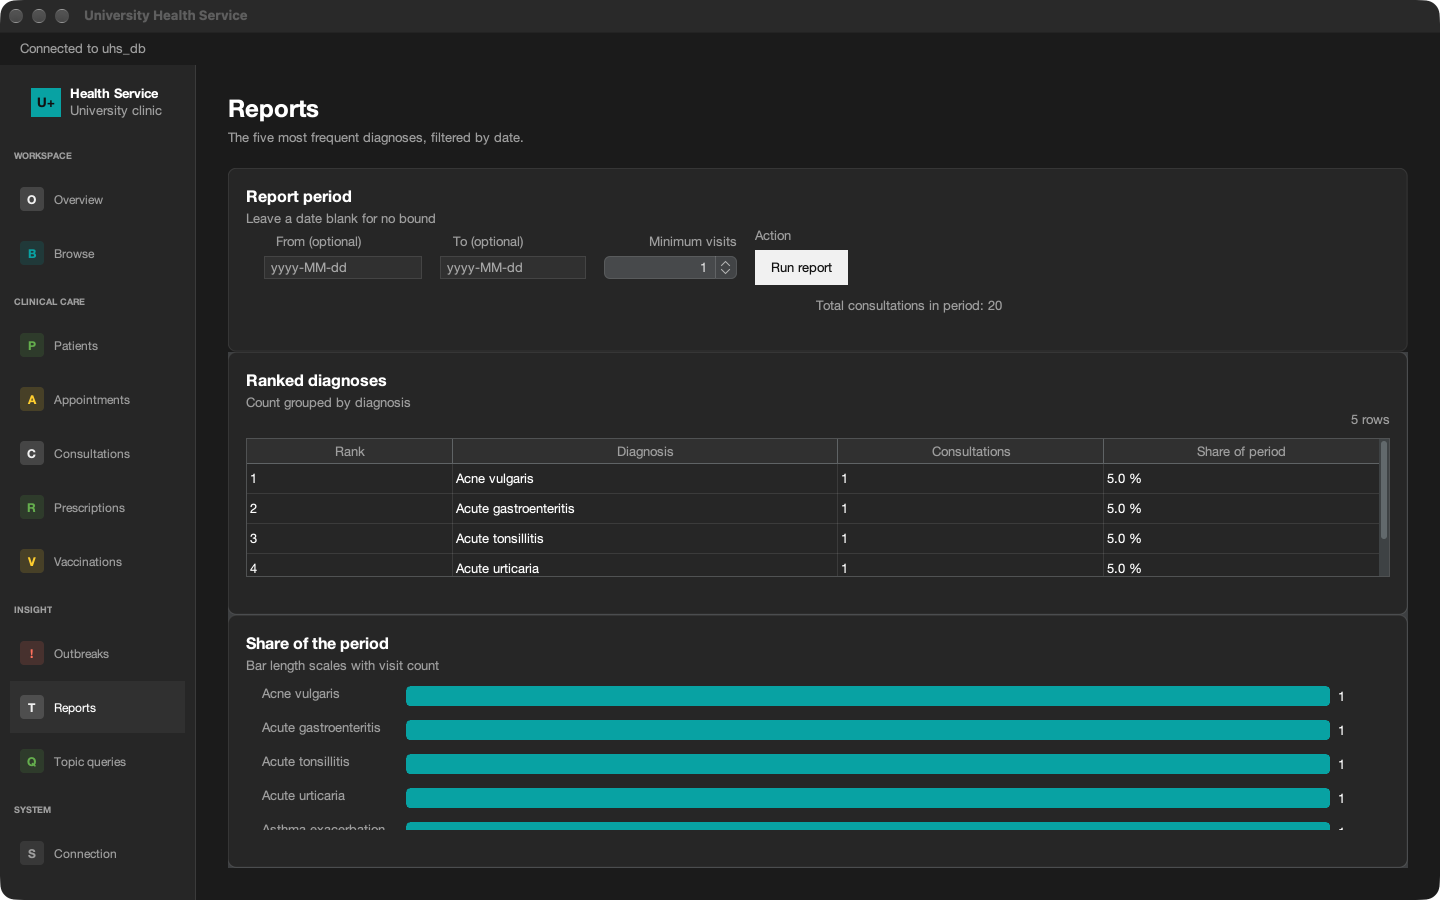 University Health Service
Connected to uhs_db
U+
Health Service
University clinic
WORKSPACE
O Overview
B Browse
CLINICAL CARE
P Patients
A Appointments
C Consultations
R Prescriptions
V Vaccinations
INSIGHT
! Outbreaks
T Reports
Q Topic queries
SYSTEM
S Connection
Reports
The five most frequent diagnoses, filtered by date.
Report period
Leave a date blank for no bound
From (optional) To (optional) Minimum visits Action
yyyy-MM-dd yyyy-MM-dd 1 Run report
Total consultations in period: 20
Ranked diagnoses
Count grouped by diagnosis
5 rows
Rank Diagnosis Consultations Share of period
1 Acne vulgaris 1 5.0 %
2 Acute gastroenteritis 1 5.0 %
3 Acute tonsillitis 1 5.0 %
4 Acute urticaria 1 5.0 %
Share of the period
Bar length scales with visit count
Acne vulgaris 1
Acute gastroenteritis 1
Acute tonsillitis 1
Acute urticaria 1
Asthma exacerbation 1